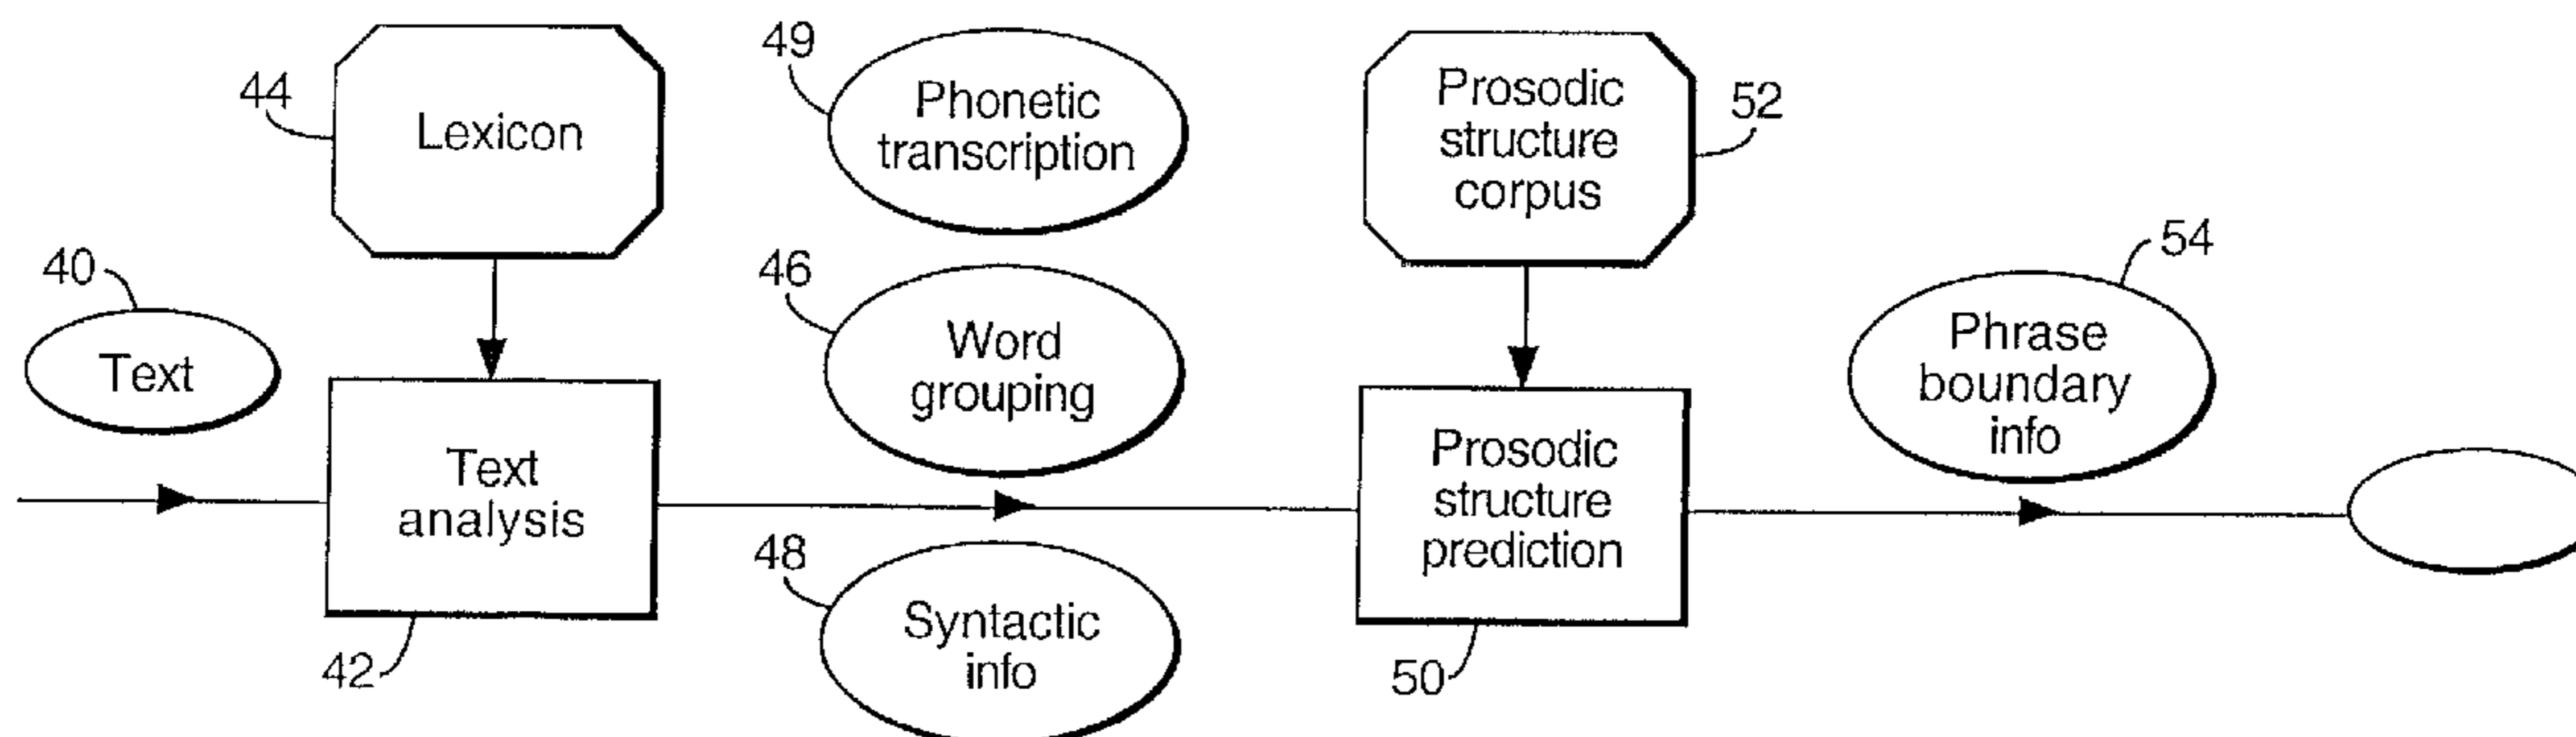 44
Lexicon
49
Phonetic
transcription
Prosodic
structure
corpus
52
40
Text
46
Word
grouping
54
Phrase
boundary
info
Text
analysis
42
48
Syntactic
info
Prosodic
structure
prediction
50